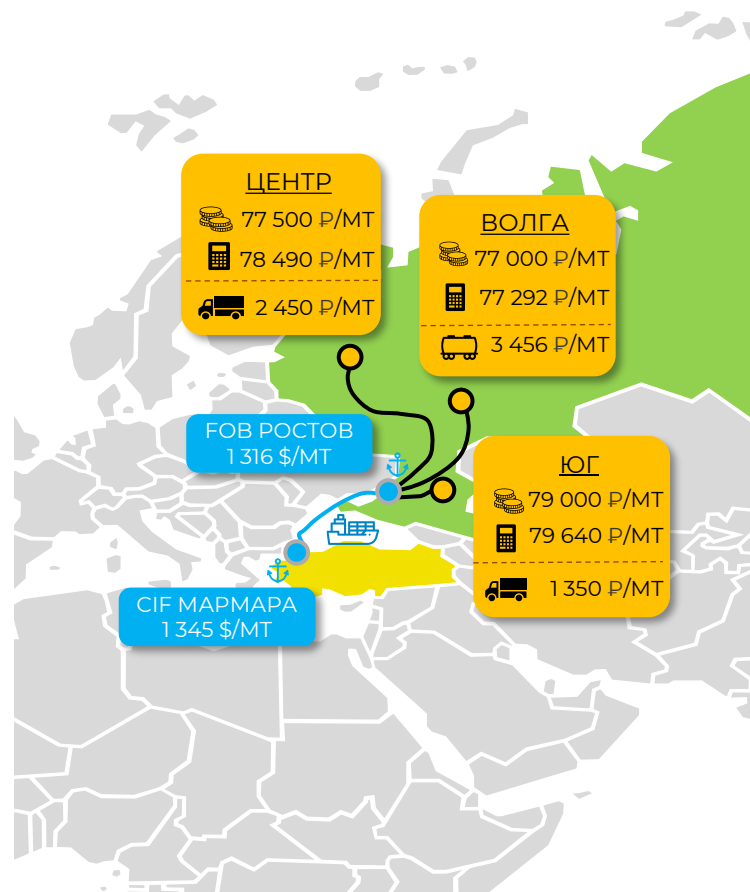 ЦЕНТР
77 500 ₽/МТ
78 490 ₽/МТ
2 450 ₽/МТ
ВОЛГА
77 000 ₽/МТ
77 292 ₽/МТ
3 456 ₽/МТ
FOB РОСТОВ
1 316 $/МТ
ЮГ
79 000 ₽/МТ
79 640 ₽/МТ
1 350 ₽/МТ
CIF МАРМАРА
1 345 $/МТ